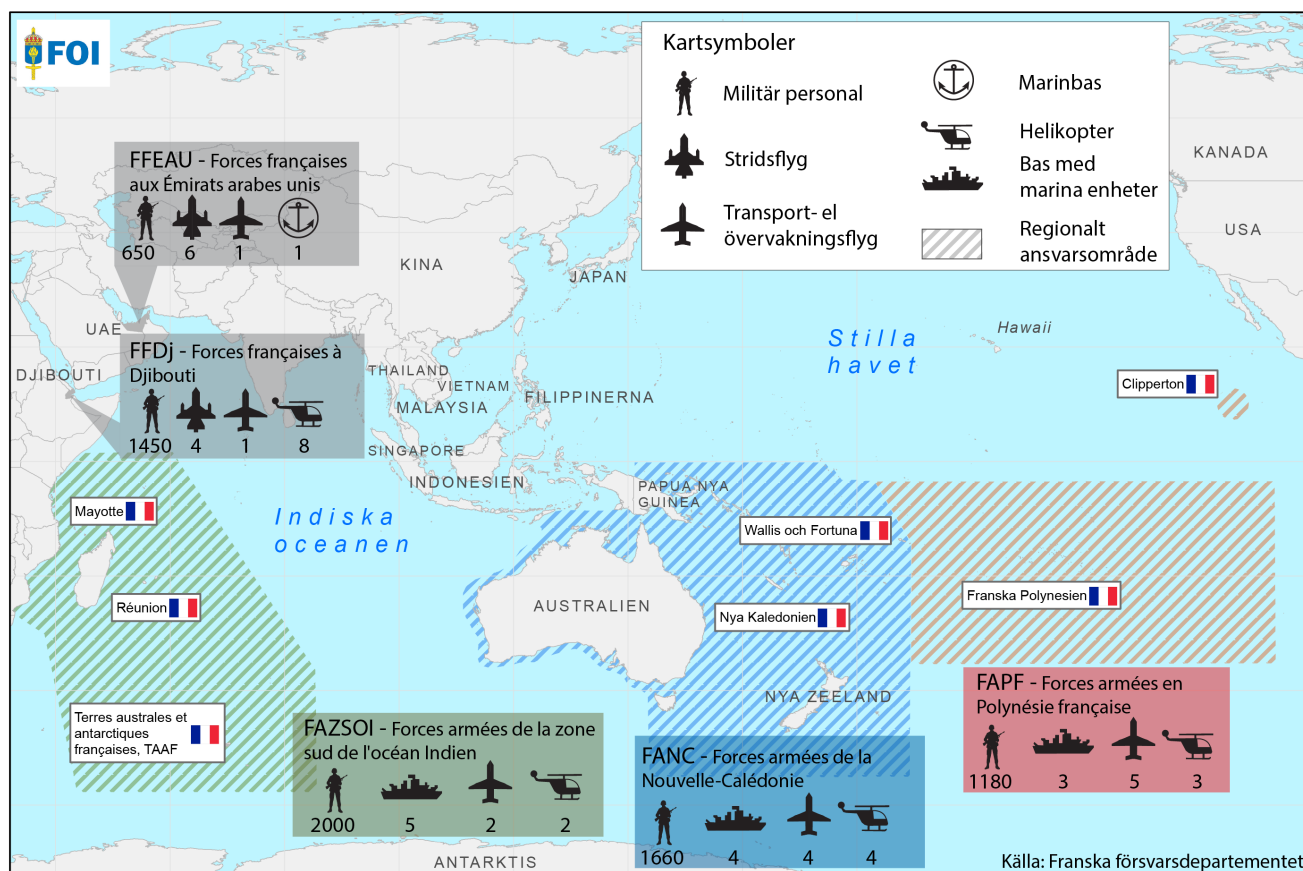 FOI
Kartsymboler
Militär personal
Stridsflyg
Transport- el
övervakningsflyg
Marinbas
Helikopter
Bas med
marina enheter
Regionalt
ansvarsområde
KANADA
USA
FFEAU - Forces françaises
aux Émirats arabes unis
650 6 1 1
KINA
JAPAN
UAE
DJIBOUTI
FFDj - Forces françaises à
Djibouti
1450 4 1 8
Stilla
havet
Hawaii
THAILAND
VIETNAM
MALAYSIA
FILIPPINERNA
Clipperton
SINGAPORE
INDONESIEN
PAPUA NYA
GUINEA
Mayotte
Indiska
oceanen
Wallis och Fortuna
Réunion
AUSTRALIEN
Nya Kaledonien
Franska Polynesien
NYA ZEELAND
Terres australes et
antarctiques
françaises, TAAF
FAZSOI - Forces armées de la zone
sud de l'océan Indien
2000 5 2 2
FANC - Forces armées de la
Nouvelle-Calédonie
1660 4 4 4
FAPF - Forces armées en
Polynésie française
1180 3 5 3
ANTARKTIS
Källa: Franska försvarsdepartementet